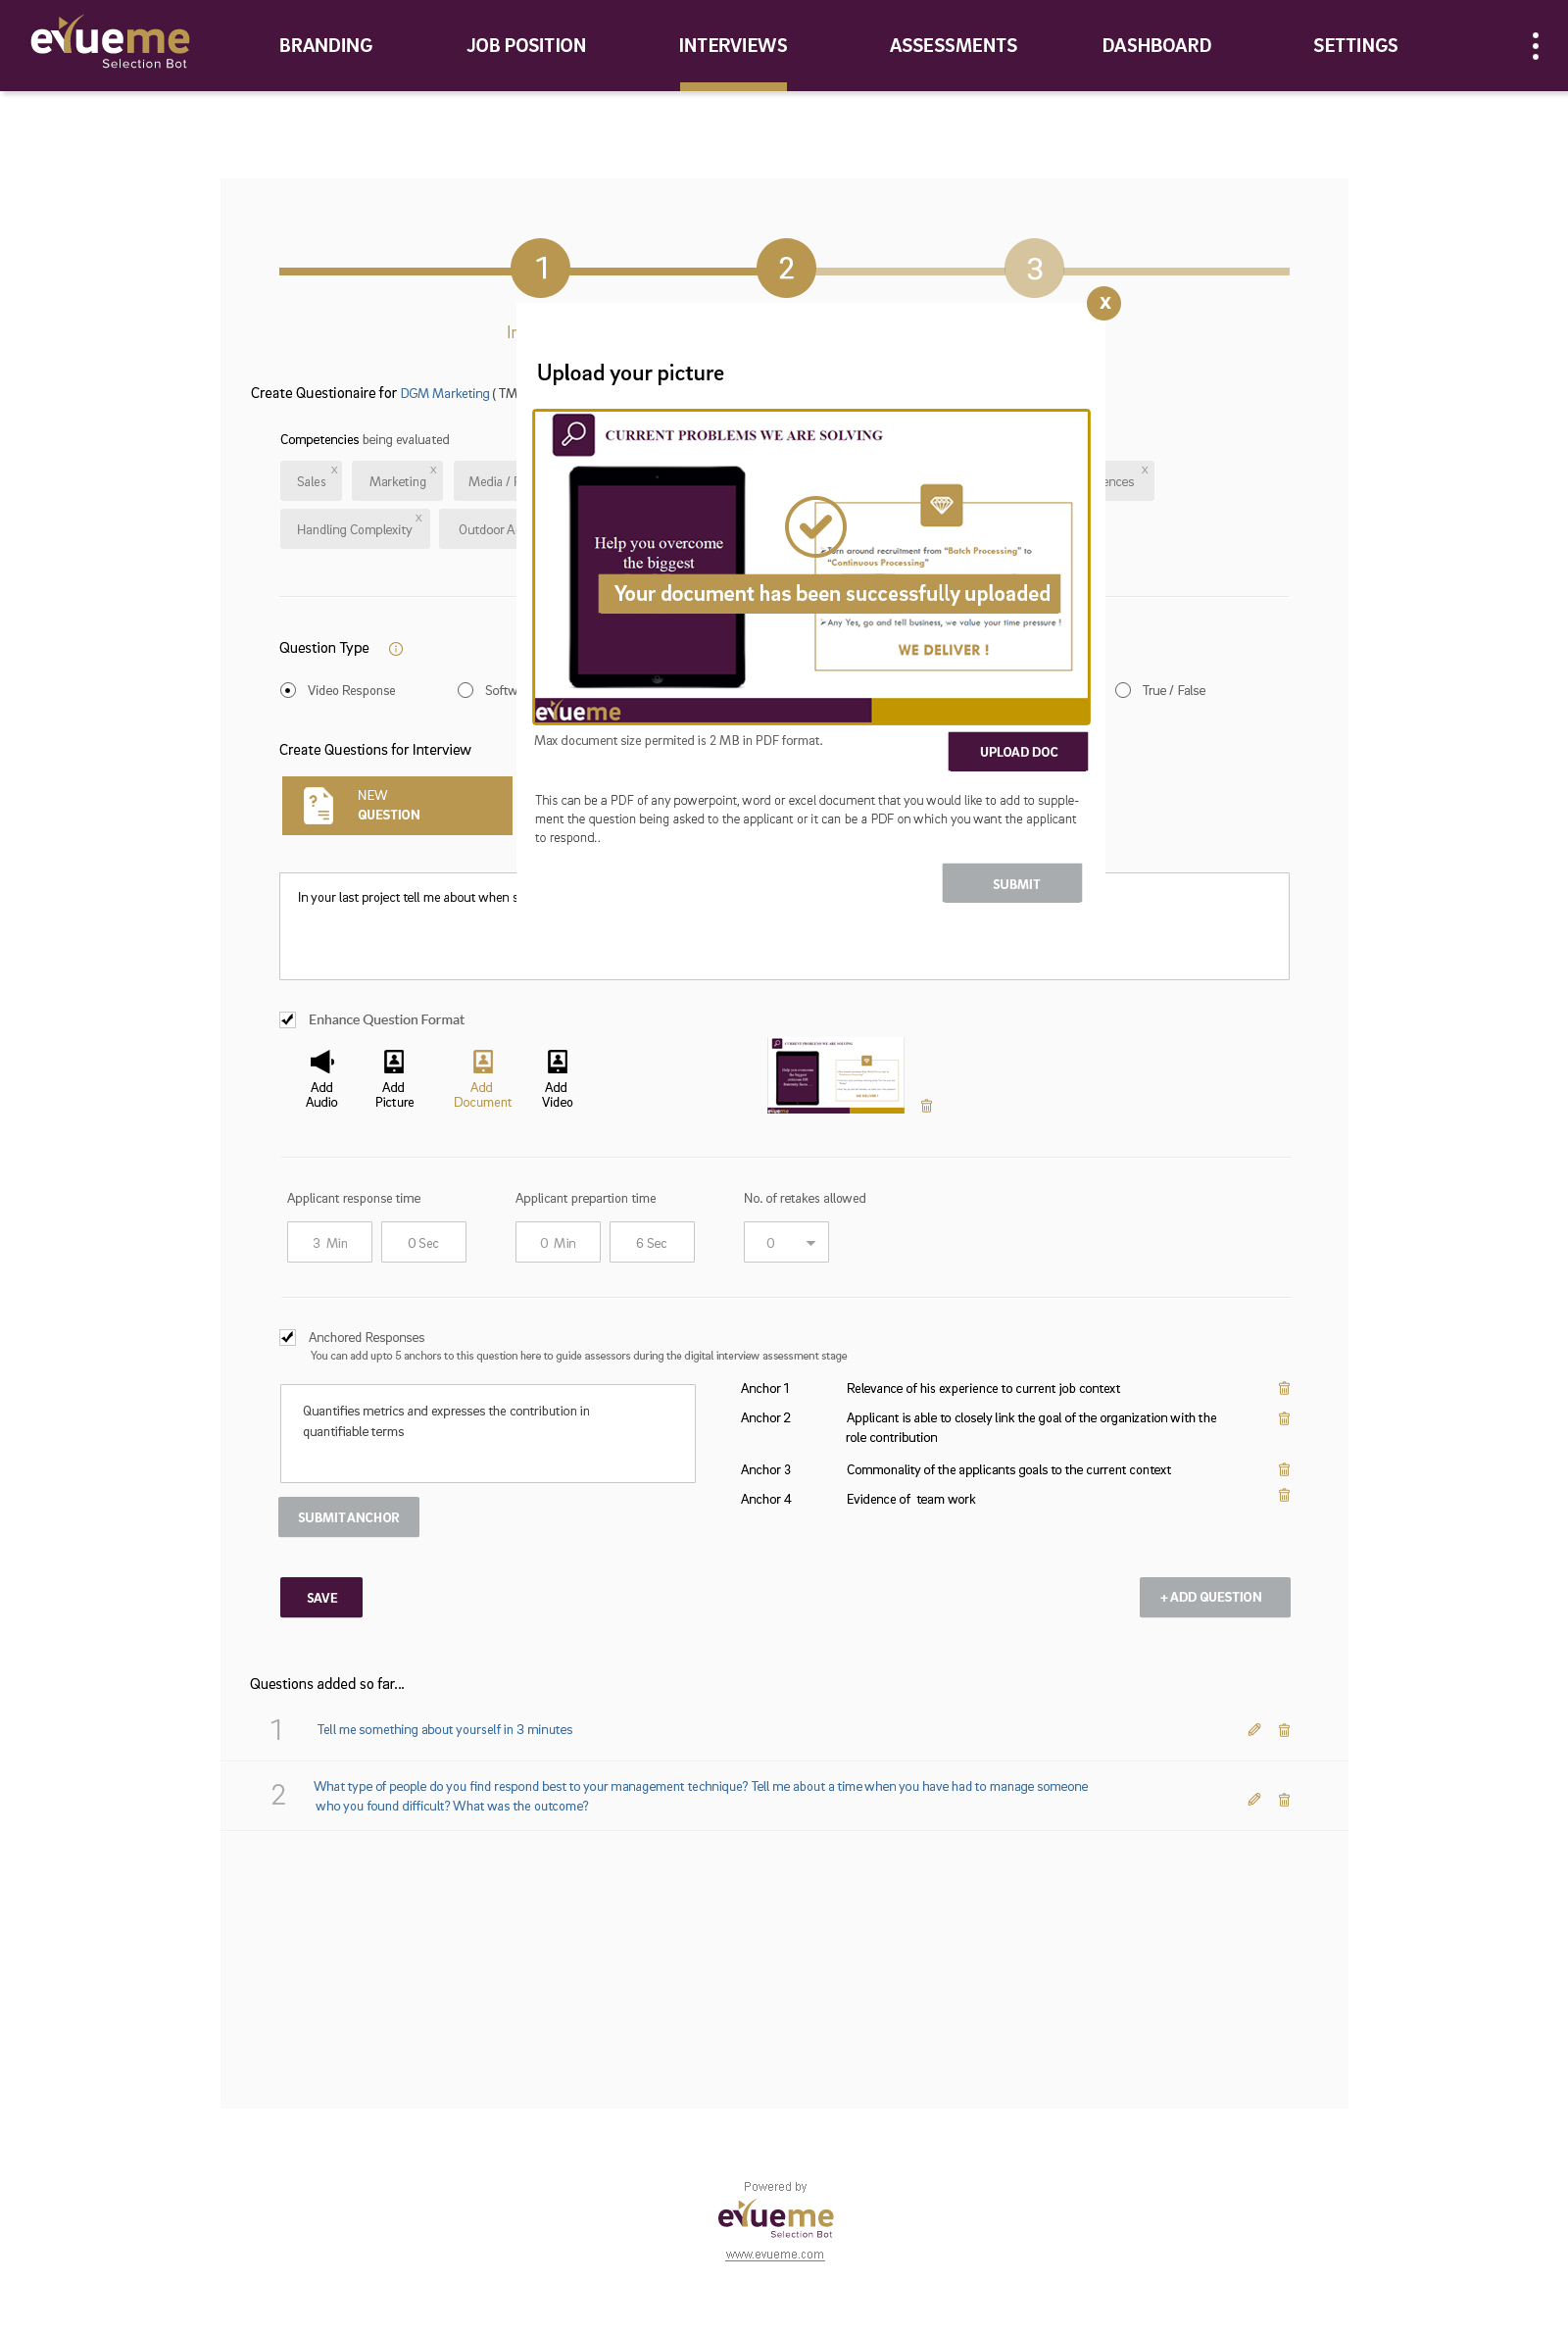 evueme
Selection Bot
BRANDING
JOB POSITION
INTERVIEWS
ASSESSMENTS
DASHBOARD
SETTINGS
1
2
3
X
In
Upload your picture
Create Questionaire for DGM Marketing ( TM
Competencies being evaluated
Sales x
Marketing x
Media /
ences x
Handling Complexity x
Outdoor A
CURRENT PROBLEMS WE ARE SOLVING
Help you overcome
the biggest
Turn around recruitment from “Batch Processing” to
“Continuous Processing”
Your document has been successfully uploaded
Any Yes, go and tell business, we value your time pressure !
WE DELIVER !
evueme
Question Type
Video Response
Softw
True / False
Max document size permited is 2 MB in PDF format.
UPLOAD DOC
Create Questions for Interview
NEW
QUESTION
This can be a PDF of any powerpoint, word or excel document that you would like to add to supple-
ment the question being asked to the applicant or it can be a PDF on which you want the applicant
to respond..
SUBMIT
In your last project tell me about when s
Enhance Question Format
Add
Audio
Add
Picture
Add
Document
Add
Video
CURRENT PROBLEMS WE ARE SOLVING
Help you overcome
the biggest
WE DELIVER !
evueme
Applicant response time
Applicant prepartion time
No. of retakes allowed
3 Min
0 Sec
0 Min
6 Sec
0
Anchored Responses
You can add upto 5 anchors to this question here to guide assessors during the digital interview assessment stage
Quantifies metrics and expresses the contribution in
quantifiable terms
SUBMIT ANCHOR
Anchor 1 Relevance of his experience to current job context
Anchor 2 Applicant is able to closely link the goal of the organization with the
role contribution
Anchor 3 Commonality of the applicants goals to the current context
Anchor 4 Evidence of team work
SAVE
+ ADD QUESTION
Questions added so far...
1 Tell me something about yourself in 3 minutes
2 What type of people do you find respond best to your management technique? Tell me about a time when you have had to manage someone
who you found difficult? What was the outcome?
Powered by
evueme
Selection Bot
www.evueme.com